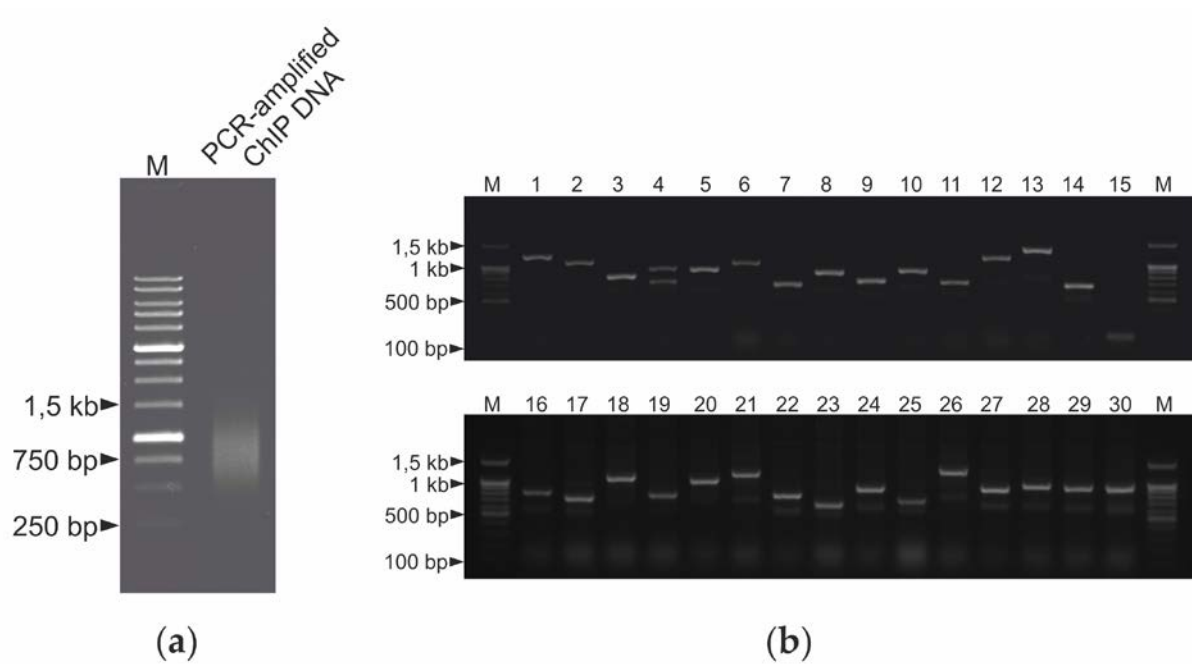 PCR-amplified
ChIP DNA
M
1,5 kb
750 bp
250 bp
(a)
M 1 2 3 4 5 6 7 8 9 10 11 12 13 14 15 M
1,5 kb
1 kb
500 bp
100 bp
M 16 17 18 19 20 21 22 23 24 25 26 27 28 29 30 M
1,5 kb
1 kb
500 bp
100 bp
(b)